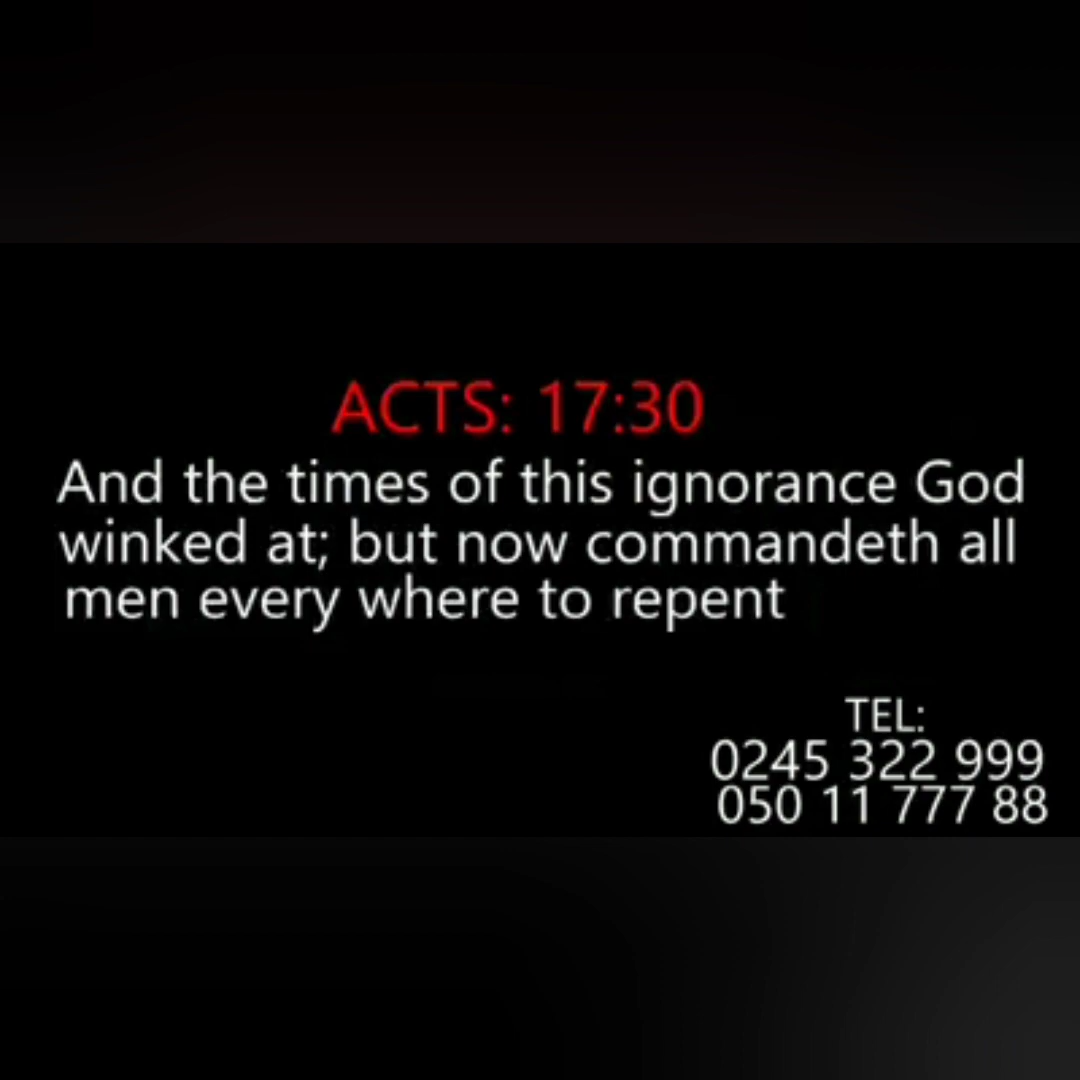 ACTS: 17:30
And the times of this ignorance God
winked at; but now commandeth all
men every where to repent
TEL:
0245 322 999
050 11 777 88